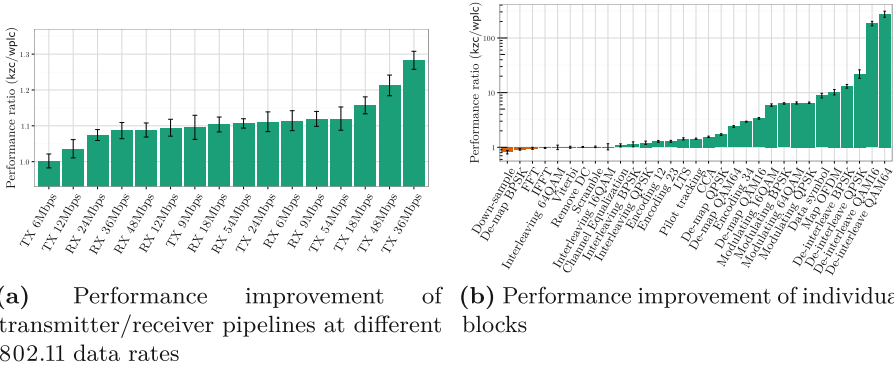 Performance ratio (kzc/wplc)
1.3
1.2
1.1
1.0
TX 6Mbps
TX 12Mbps
RX 24Mbps
RX 36Mbps
RX 48Mbps
RX 12Mbps
TX 9Mbps
RX 18Mbps
RX 54Mbps
TX 24Mbps
RX 6Mbps
RX 9Mbps
TX 54Mbps
TX 18Mbps
TX 48Mbps
TX 36Mbps
(a) Performance improvement of
transmitter/receiver pipelines at different
802.11 data rates
Performance ratio (kzc/wplc)
100
10
1
Down-sample
De-map BPSK
FFT
IFFT
Interleaving 64QAM
Viterbi
Remove DC
Scramble
Interleaving 16QAM
Channel Equalization
Interleaving BPSK
Interleaving QPSK
Encoding 12
Encoding 23
LTS
Pilot tracking
CCA
De-map QPSK
De-map QAM64
Encoding 34
De-map QAM16
Modulating 16QAM
Modulating BPSK
Modulating 64QAM
Modulating QPSK
Data symbol
Map OFDM
De-interleave BPSK
De-interleave QPSK
De-interleave QAM16
De-interleave QAM64
(b) Performance improvement of individual
blocks